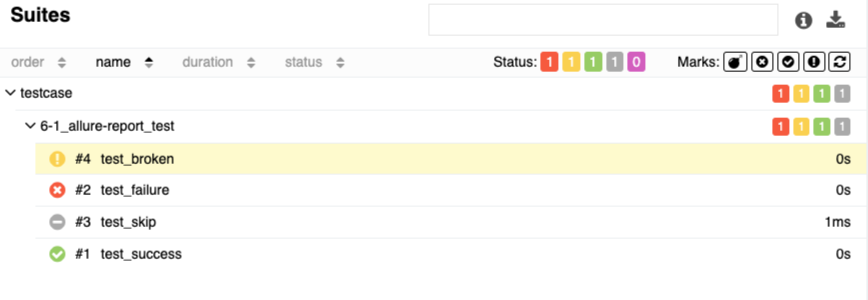 Suites
order name duration status Status: 1 1 1 1 0 Marks:
testcase 1 1 1 1
6-1_allure-report_test 1 1 1 1
#4 test_broken 0s
#2 test_failure 0s
#3 test_skip 1ms
#1 test_success 0s